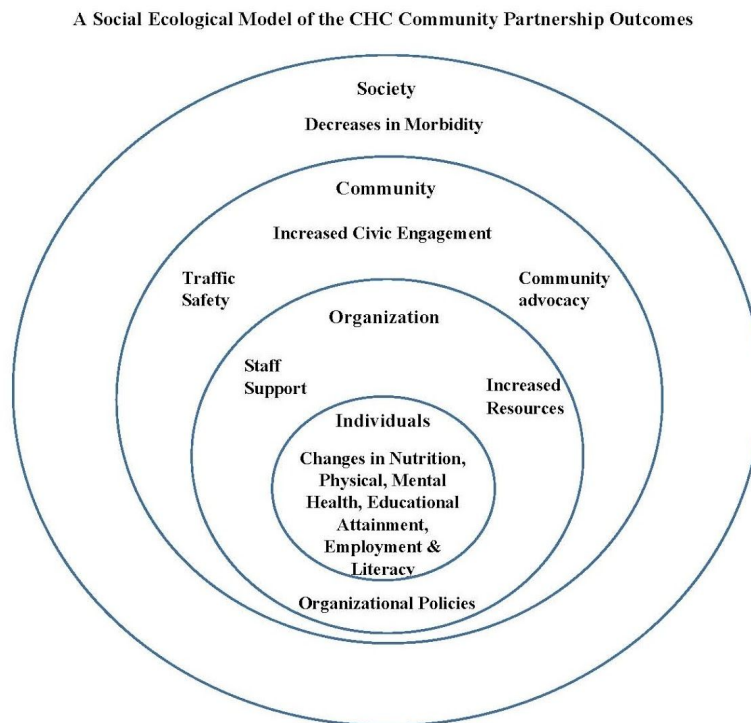 A Social Ecological Model of the CHC Community Partnership Outcomes
Society
Decreases in Morbidity
Community
Increased Civic Engagement
Traffic
Safety
Community
advocacy
Organization
Staff
Support
Increased
Resources
Individuals
Changes in Nutrition,
Physical, Mental
Health, Educational
Attainment,
Employment &
Literacy
Organizational Policies